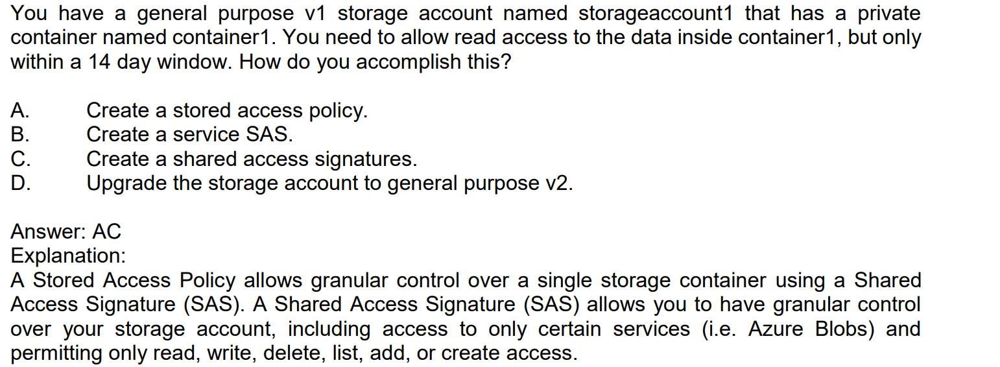 You have a general purpose v1 storage account named storageaccount1 that has a private
container named container1. You need to allow read access to the data inside container1, but only
within a 14 day window. How do you accomplish this?
A. Create a stored access policy.
B. Create a service SAS.
C. Create a shared access signatures.
D. Upgrade the storage account to general purpose v2.
Answer: AC
Explanation:
A Stored Access Policy allows granular control over a single storage container using a Shared
Access Signature (SAS). A Shared Access Signature (SAS) allows you to have granular control
over your storage account, including access to only certain services (i.e. Azure Blobs) and
permitting only read, write, delete, list, add, or create access.